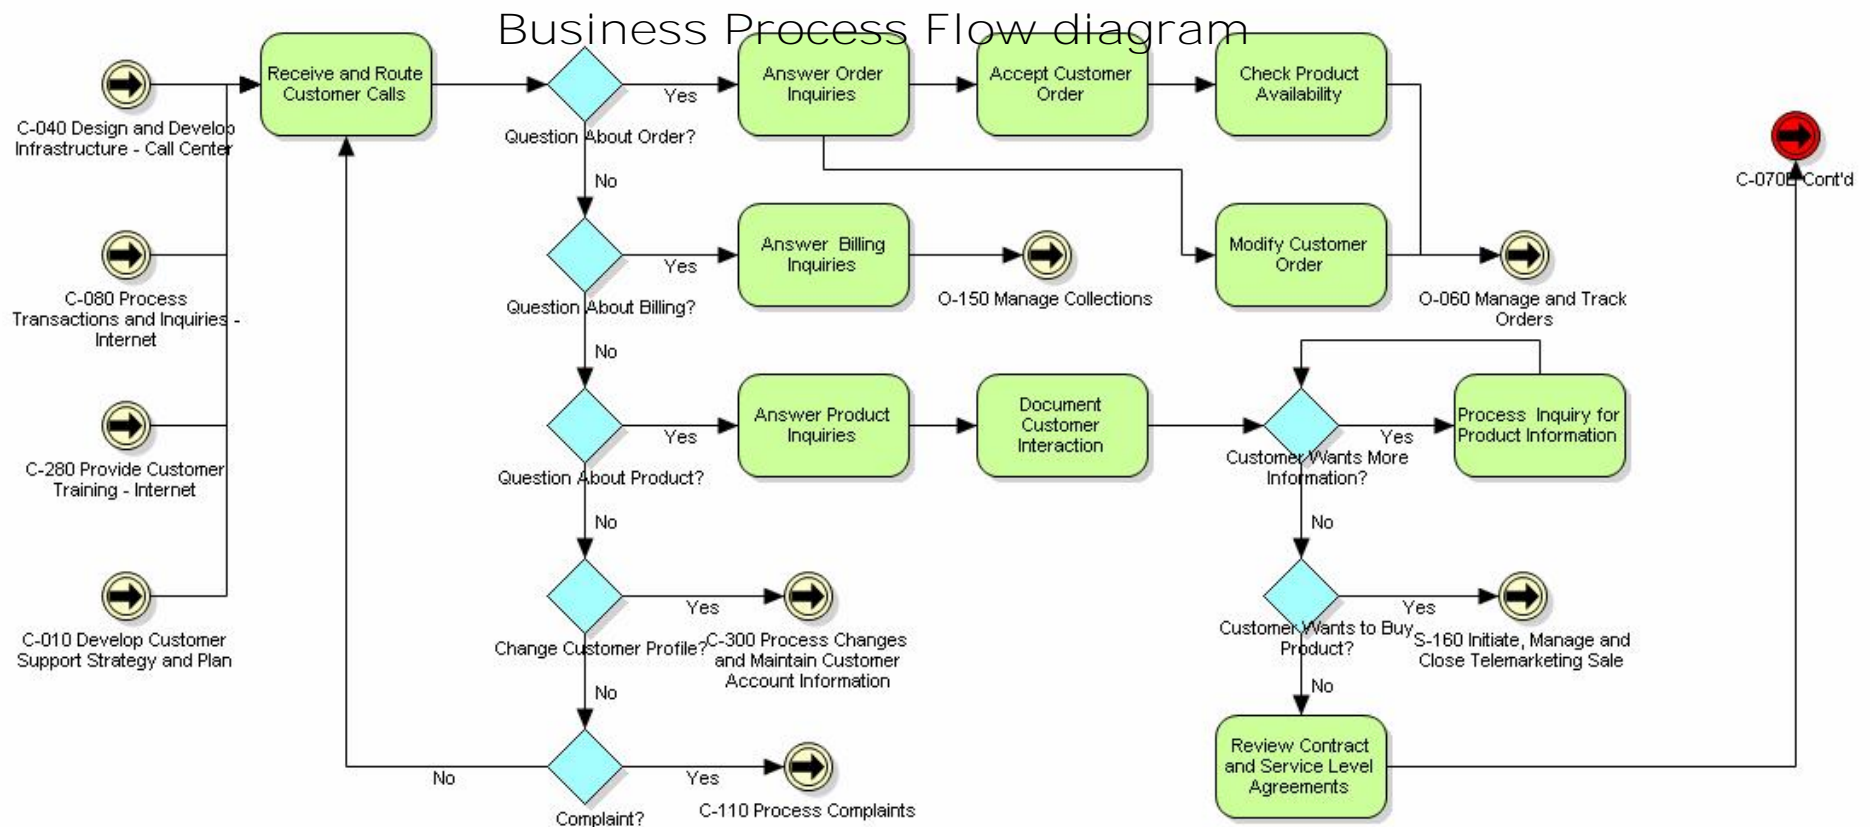 Business Process Flow diagram
Receive and Route
Customer Calls
Answer Order
Inquiries
Accept Customer
Order
Check Product
Availability
Yes
C-040 Design and Develop
Infrastructure - Call Center
Question About Order?
C-070E Cont'd
No
C-080 Process
Transactions and Inquiries -
Internet
Answer  Billing
Inquiries
Modify Customer
Order
Yes
Question About Billing?
O-150 Manage Collections
O-060 Manage and Track
Orders
No
C-280 Provide Customer
Training - Internet
Answer Product
Inquiries
Document
Customer
Interaction
Process  Inquiry for
Product Information
Yes
Yes
Question About Product?
Customer Wants More
Information?
No
No
C-010 Develop Customer
Support Strategy and Plan
Yes
Change Customer Profile?
C-300 Process Changes
and Maintain Customer
Account Information
Yes
Customer Wants to Buy
Product?
S-160 Initiate, Manage and
Close Telemarketing Sale
No
No
Review Contract
and Service Level
Agreements
No
Yes
Complaint?
C-110 Process Complaints